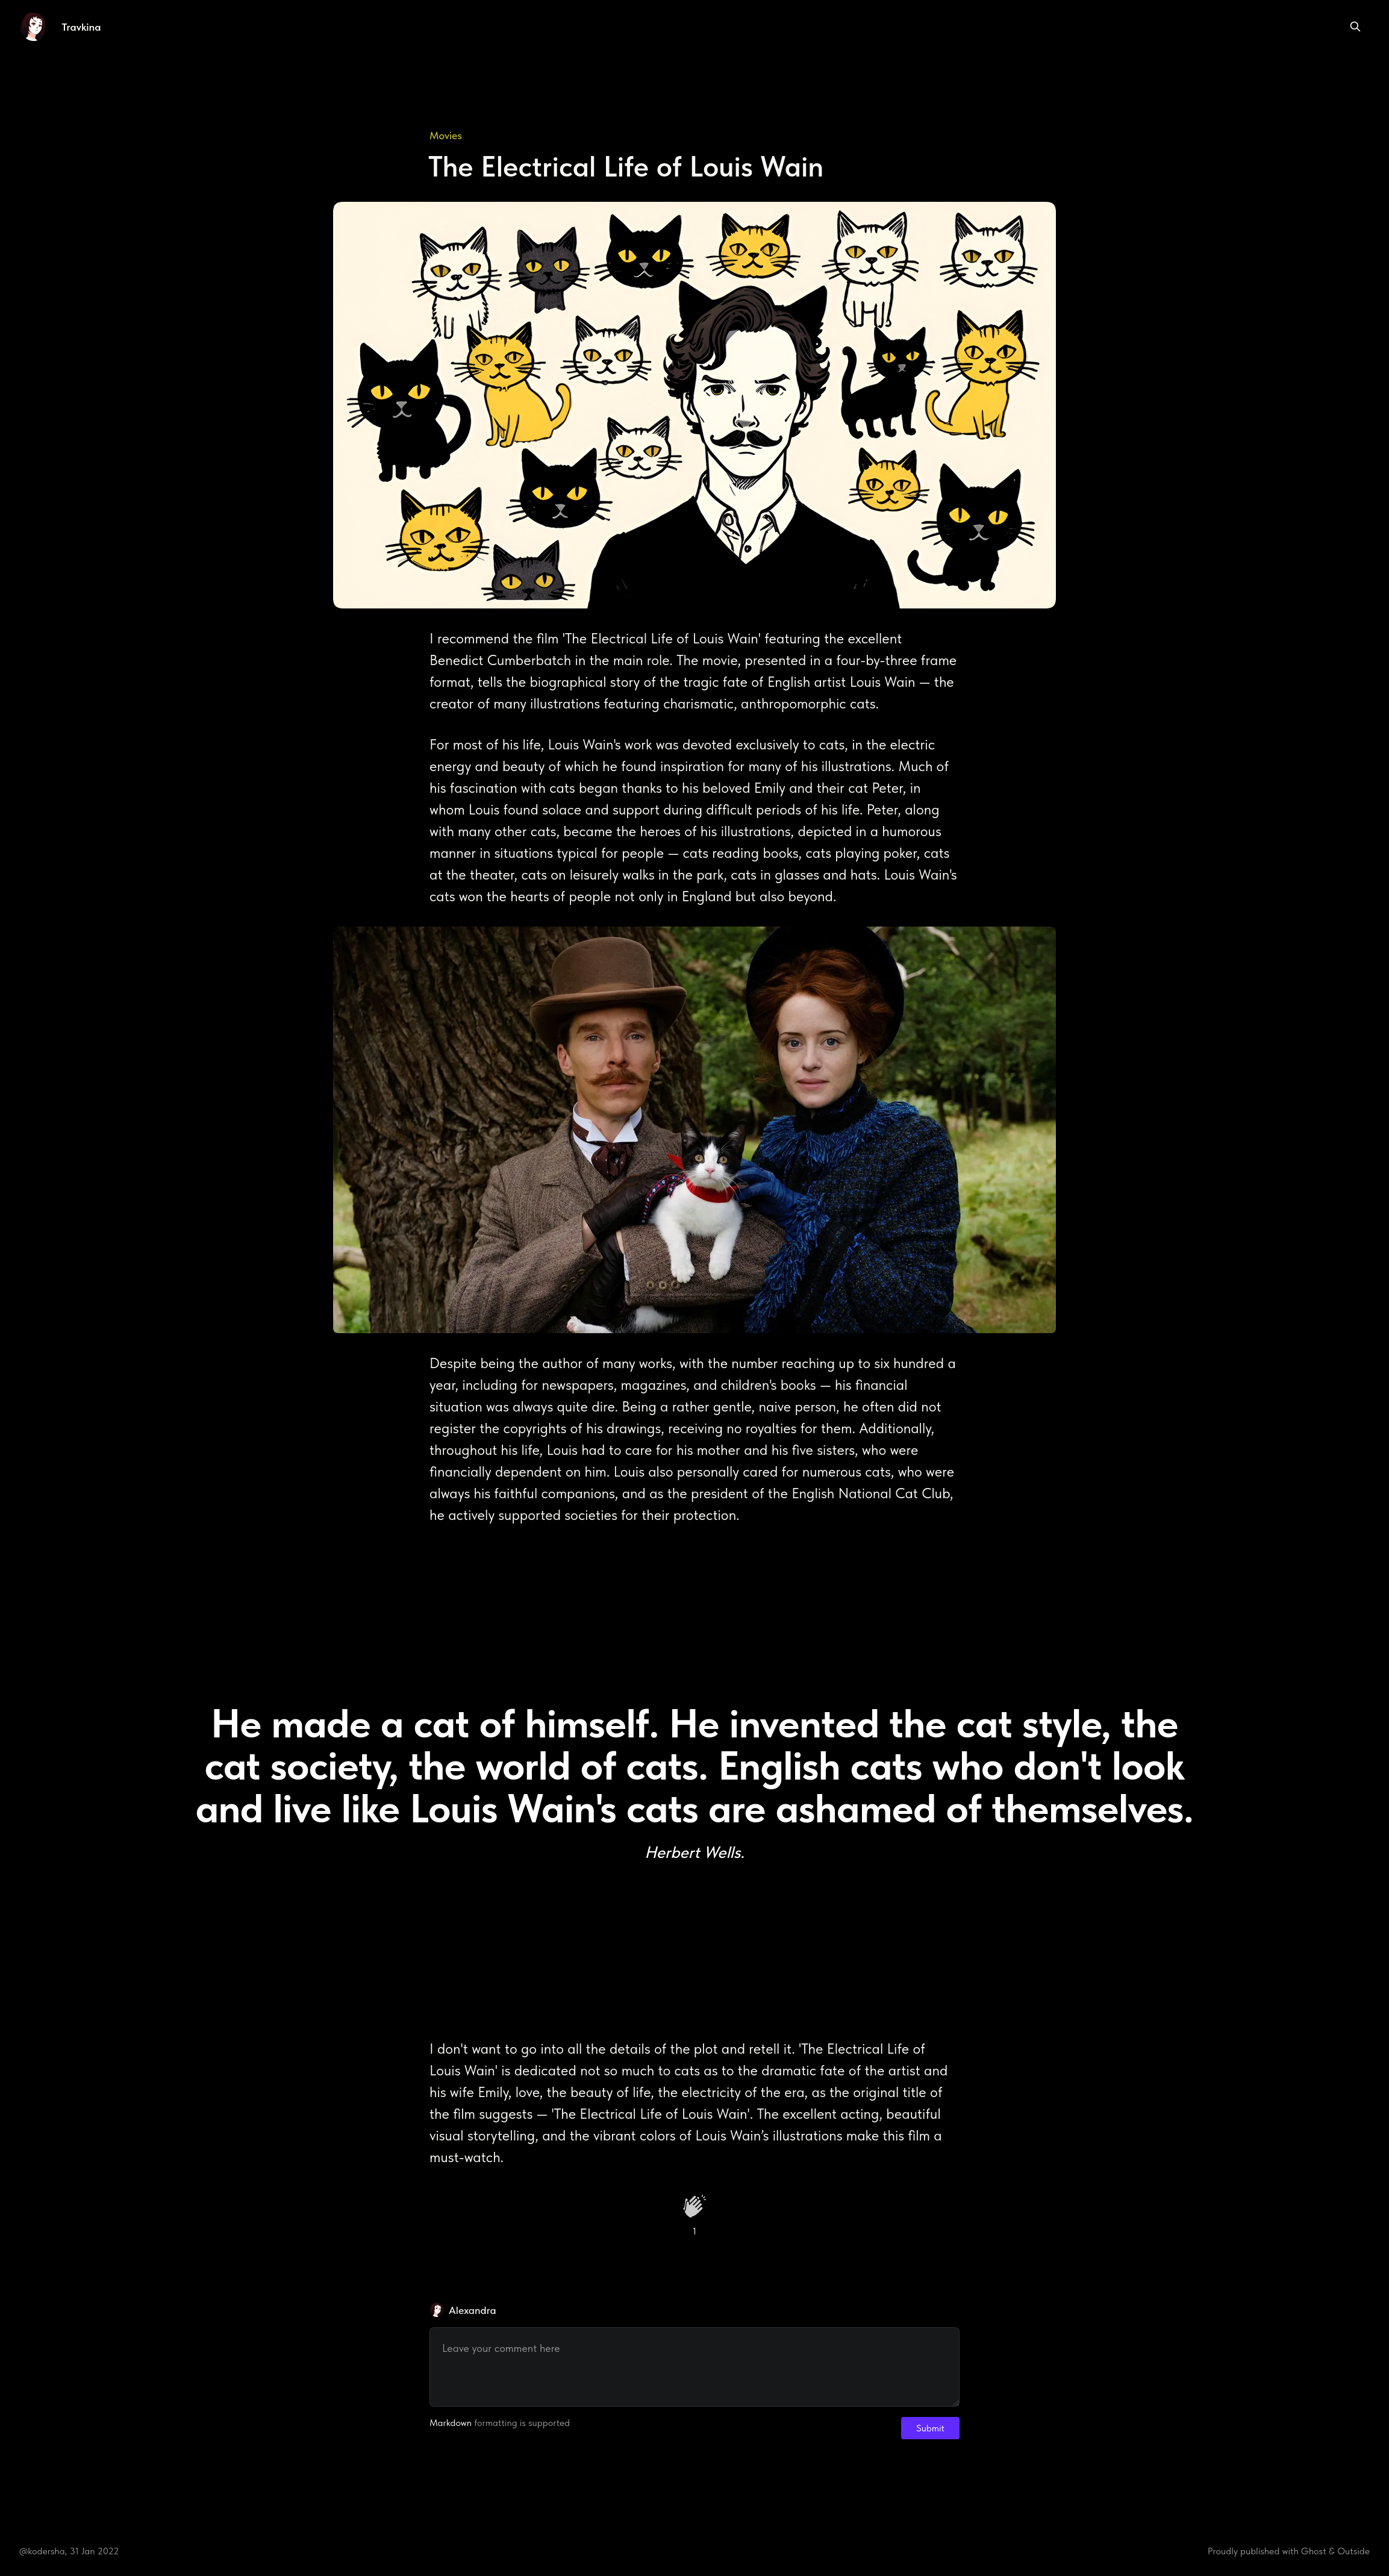 Travkina
Movies
The Electrical Life of Louis Wain
I recommend the film 'The Electrical Life of Louis Wain' featuring the excellent
Benedict Cumberbatch in the main role. The movie, presented in a four-by-three frame
format, tells the biographical story of the tragic fate of English artist Louis Wain — the
creator of many illustrations featuring charismatic, anthropomorphic cats.
For most of his life, Louis Wain's work was devoted exclusively to cats, in the electric
energy and beauty of which he found inspiration for many of his illustrations. Much of
his fascination with cats began thanks to his beloved Emily and their cat Peter, in
whom Louis found solace and support during difficult periods of his life. Peter, along
with many other cats, became the heroes of his illustrations, depicted in a humorous
manner in situations typical for people — cats reading books, cats playing poker, cats
at the theater, cats on leisurely walks in the park, cats in glasses and hats. Louis Wain's
cats won the hearts of people not only in England but also beyond.
Despite being the author of many works, with the number reaching up to six hundred a
year, including for newspapers, magazines, and children's books — his financial
situation was always quite dire. Being a rather gentle, naive person, he often did not
register the copyrights of his drawings, receiving no royalties for them. Additionally,
throughout his life, Louis had to care for his mother and his five sisters, who were
financially dependent on him. Louis also personally cared for numerous cats, who were
always his faithful companions, and as the president of the English National Cat Club,
he actively supported societies for their protection.
He made a cat of himself. He invented the cat style, the
cat society, the world of cats. English cats who don't look
and live like Louis Wain's cats are ashamed of themselves.
Herbert Wells.
I don't want to go into all the details of the plot and retell it. 'The Electrical Life of
Louis Wain' is dedicated not so much to cats as to the dramatic fate of the artist and
his wife Emily, love, the beauty of life, the electricity of the era, as the original title of
the film suggests — 'The Electrical Life of Louis Wain'. The excellent acting, beautiful
visual storytelling, and the vibrant colors of Louis Wain’s illustrations make this film a
must-watch.
1
Alexandra
Leave your comment here
Markdown formatting is supported
Submit
@kodersha, 31 Jan 2022
Proudly published with Ghost & Outside